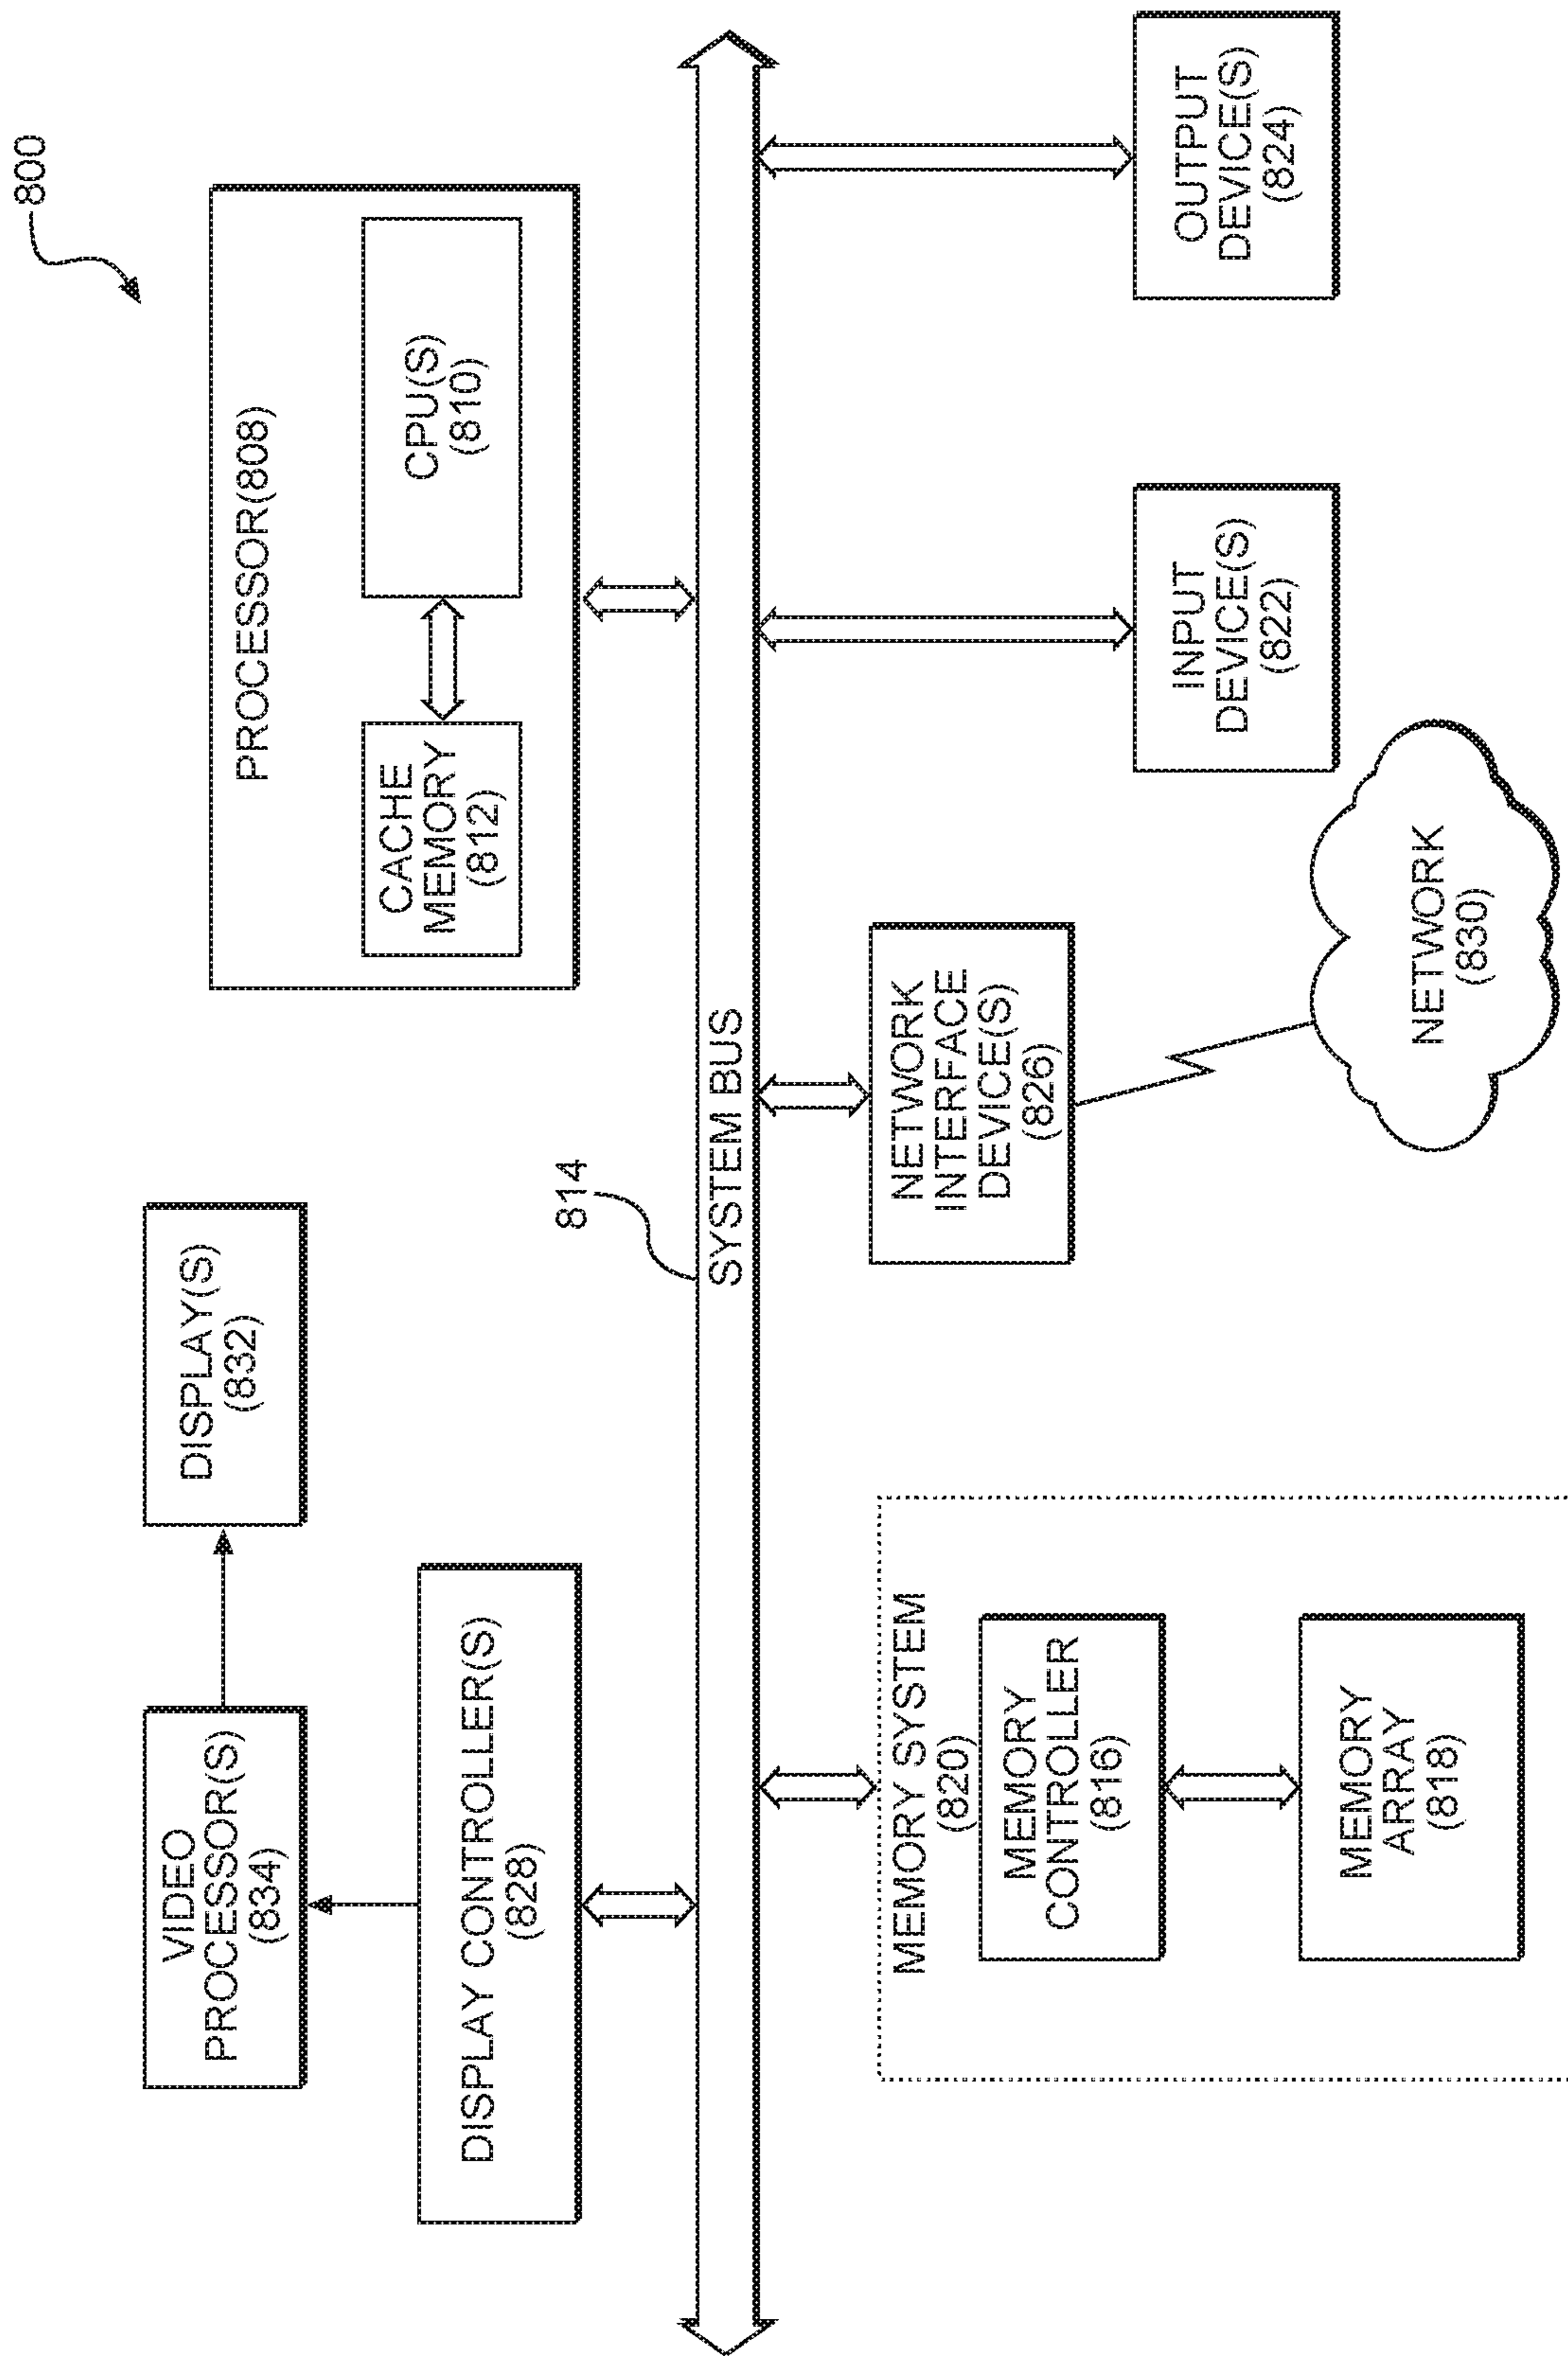 800
PROCESSOR(808)
CACHE
MEMORY
(812)
CPU(S)
(810)
VIDEO
PROCESSOR(S)
(834)
DISPLAY(S)
(832)
DISPLAY CONTROLLER(S)
(828)
814
SYSTEM BUS
MEMORY SYSTEM
(820)
MEMORY
CONTROLLER
(816)
MEMORY
ARRAY
(818)
NETWORK
INTERFACE
DEVICE(S)
(826)
NETWORK
(830)
INPUT
DEVICE(S)
(822)
OUTPUT
DEVICE(S)
(824)